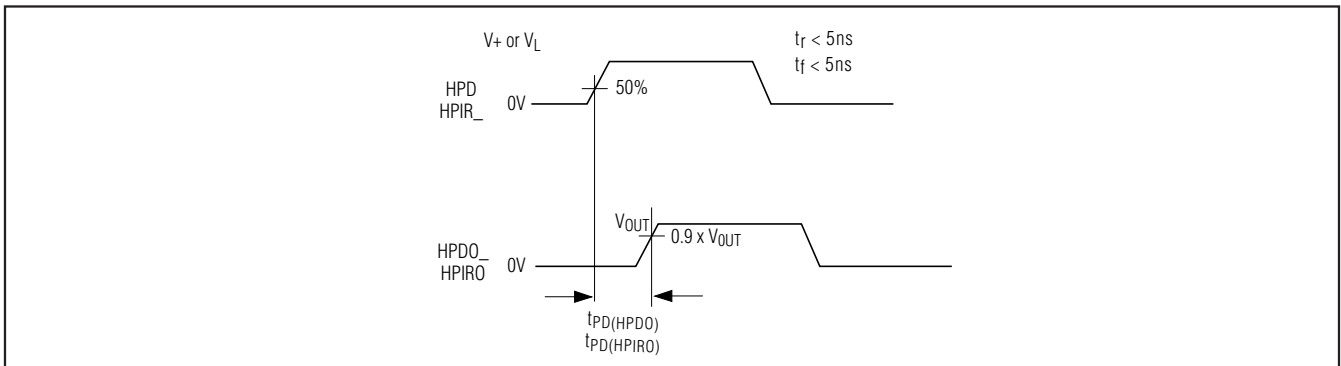 V+ or VL
tr < 5ns
tf < 5ns
HPD
HPIR_
0V
50%
VOUT
0.9 x VOUT
HPDO_
HPIRO
0V
tPD(HPDO)
tPD(HPIRO)